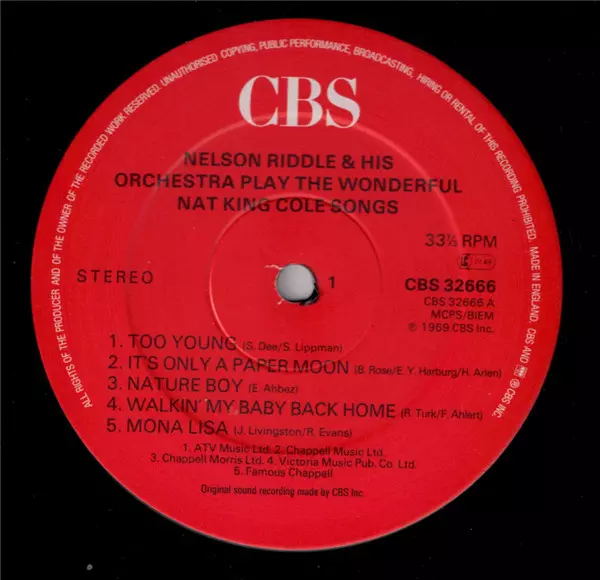 ALL RIGHTS OF THE PRODUCER AND OF THE OWNER OF THE RECORDED WORK RESERVED. UNAUTHORISED COPYING, PUBLIC PERFORMANCE, BROADCASTING, HIRING OR RENTAL OF THIS RECORDING PROHIBITED. MADE IN ENGLAND. CBS AND ® CBS INC.
CBS
NELSON RIDDLE & HIS
ORCHESTRA PLAY THE WONDERFUL
NAT KING COLE SONGS
33⅓ RPM
STEREO
1
CBS 32666
CBS 32666 A
MCPS/BIEM
℗ 1969 CBS Inc.
1. TOO YOUNG (S. Dee/S. Lippman)
2. IT'S ONLY A PAPER MOON (B. Rose/E. Y. Harburg/H. Arlen)
3. NATURE BOY (E. Ahbez)
4. WALKIN' MY BABY BACK HOME (R. Turk/F. Ahlert)
5. MONA LISA (J. Livingston/R. Evans)
1. ATV Music Ltd. 2. Chappell Music Ltd.
3. Chappell Morris Ltd. 4. Victoria Music Pub. Co. Ltd.
5. Famous Chappell
Original sound recording made by CBS Inc.